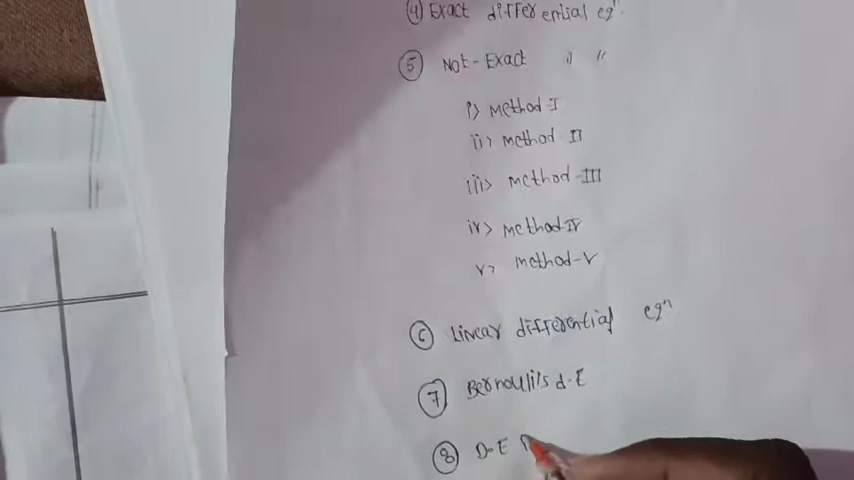 ④ Exact differential eqⁿ.
⑤ Not-Exact " "
i> method-I
ii> method II
iii> method-III
iv> method-IV
v> method-V
⑥ Linear differential eqⁿ
⑦ Bernouli's d-E
⑧ D-E